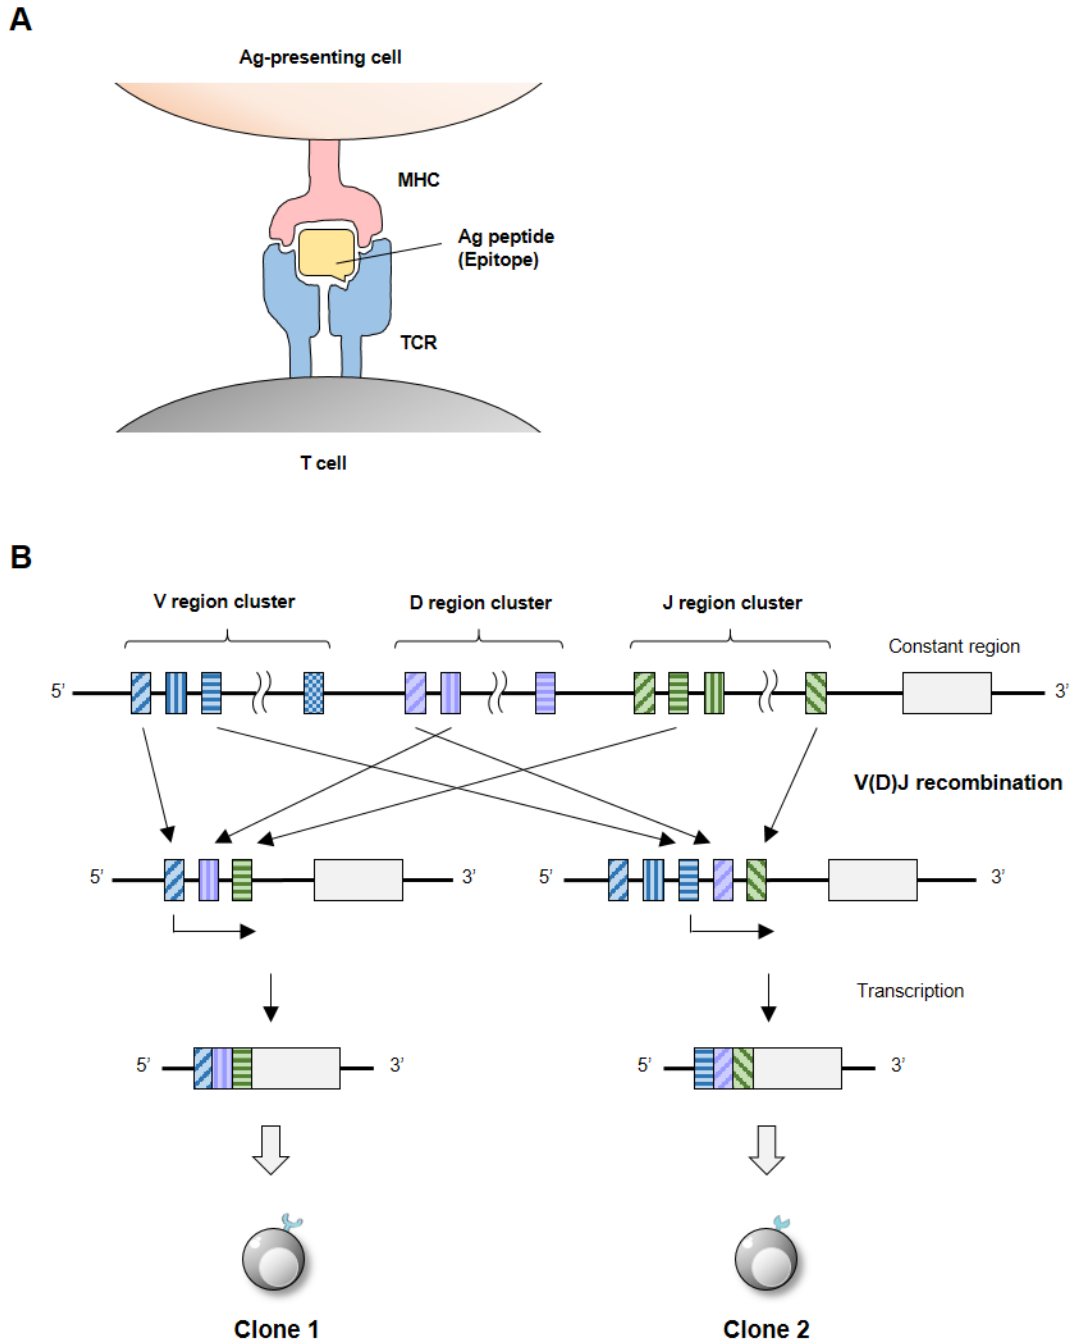 A
Ag-presenting cell
MHC
Ag peptide
(Epitope)
TCR
T cell
B
V region cluster
D region cluster
J region cluster
Constant region
5’
3’
V(D)J recombination
5’
3’
5’
3’
Transcription
5’
3’
5’
3’
Clone 1
Clone 2